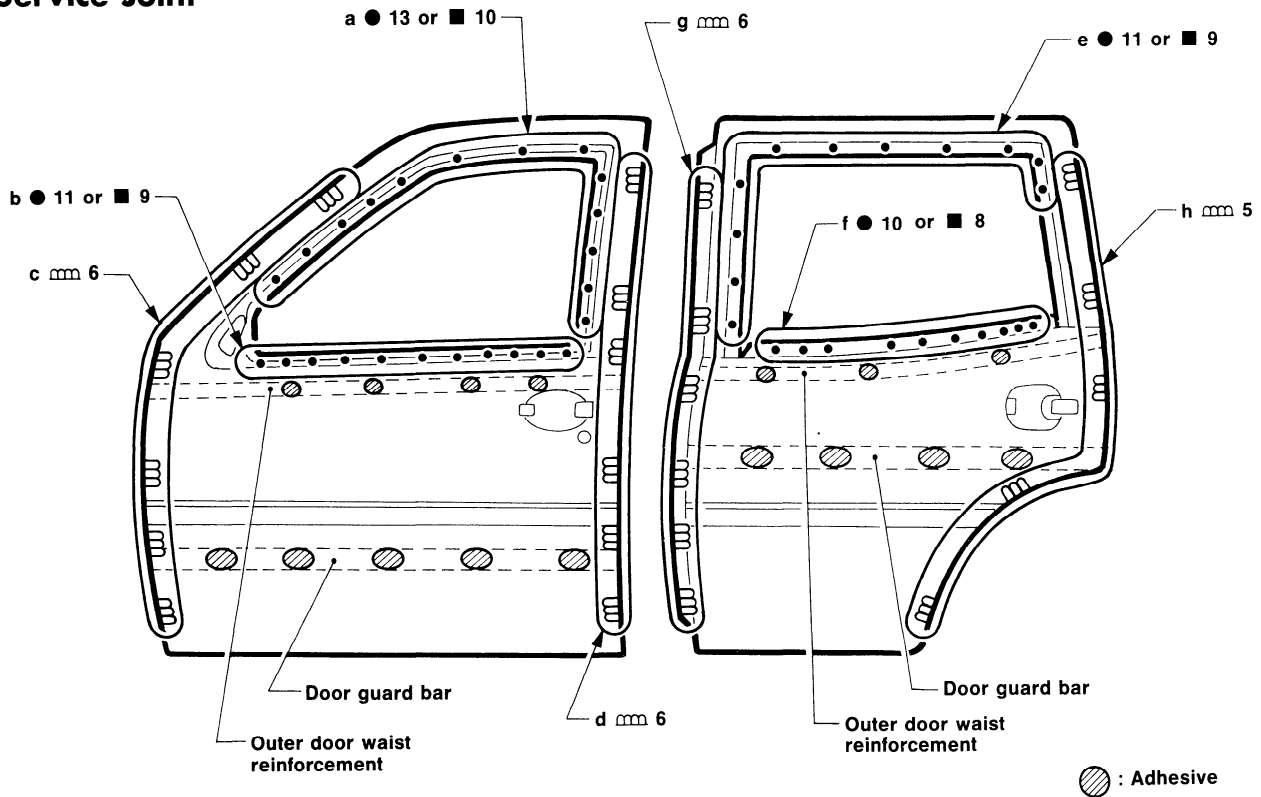 Service Joint
a ● 13 or ■ 10
g 6
e ● 11 or ■ 9
b ● 11 or ■ 9
f ● 10 or ■ 8
h 5
c 6
Door guard bar
Door guard bar
d 6
Outer door waist
reinforcement
Outer door waist
reinforcement
: Adhesive